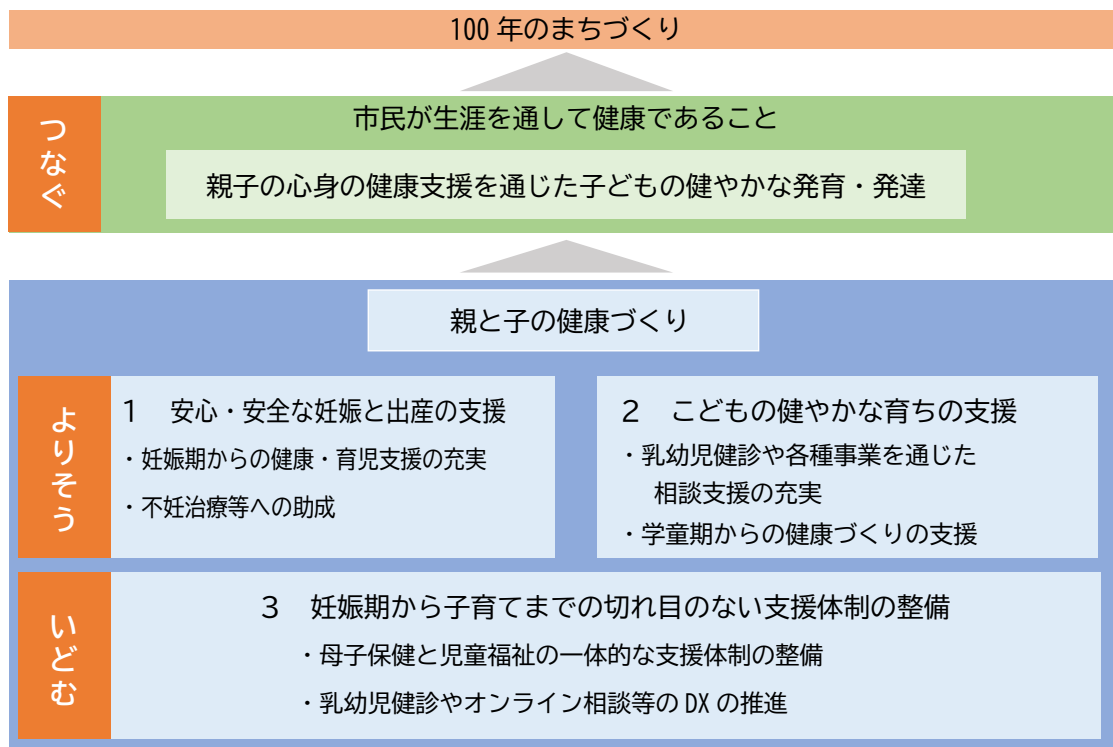 100 年のまちづくり
つなぐ
市民が生涯を通して健康であること
親子の心身の健康支援を通じた子どもの健やかな発育・発達
親と子の健康づくり
よりそう
1 安心・安全な妊娠と出産の支援
・妊娠期からの健康・育児支援の充実
・不妊治療等への助成
2 こどもの健やかな育ちの支援
・乳幼児健診や各種事業を通じた
相談支援の充実
・学童期からの健康づくりの支援
いどむ
3 妊娠期から子育てまでの切れ目のない支援体制の整備
・母子保健と児童福祉の一体的な支援体制の整備
・乳幼児健診やオンライン相談等の DX の推進